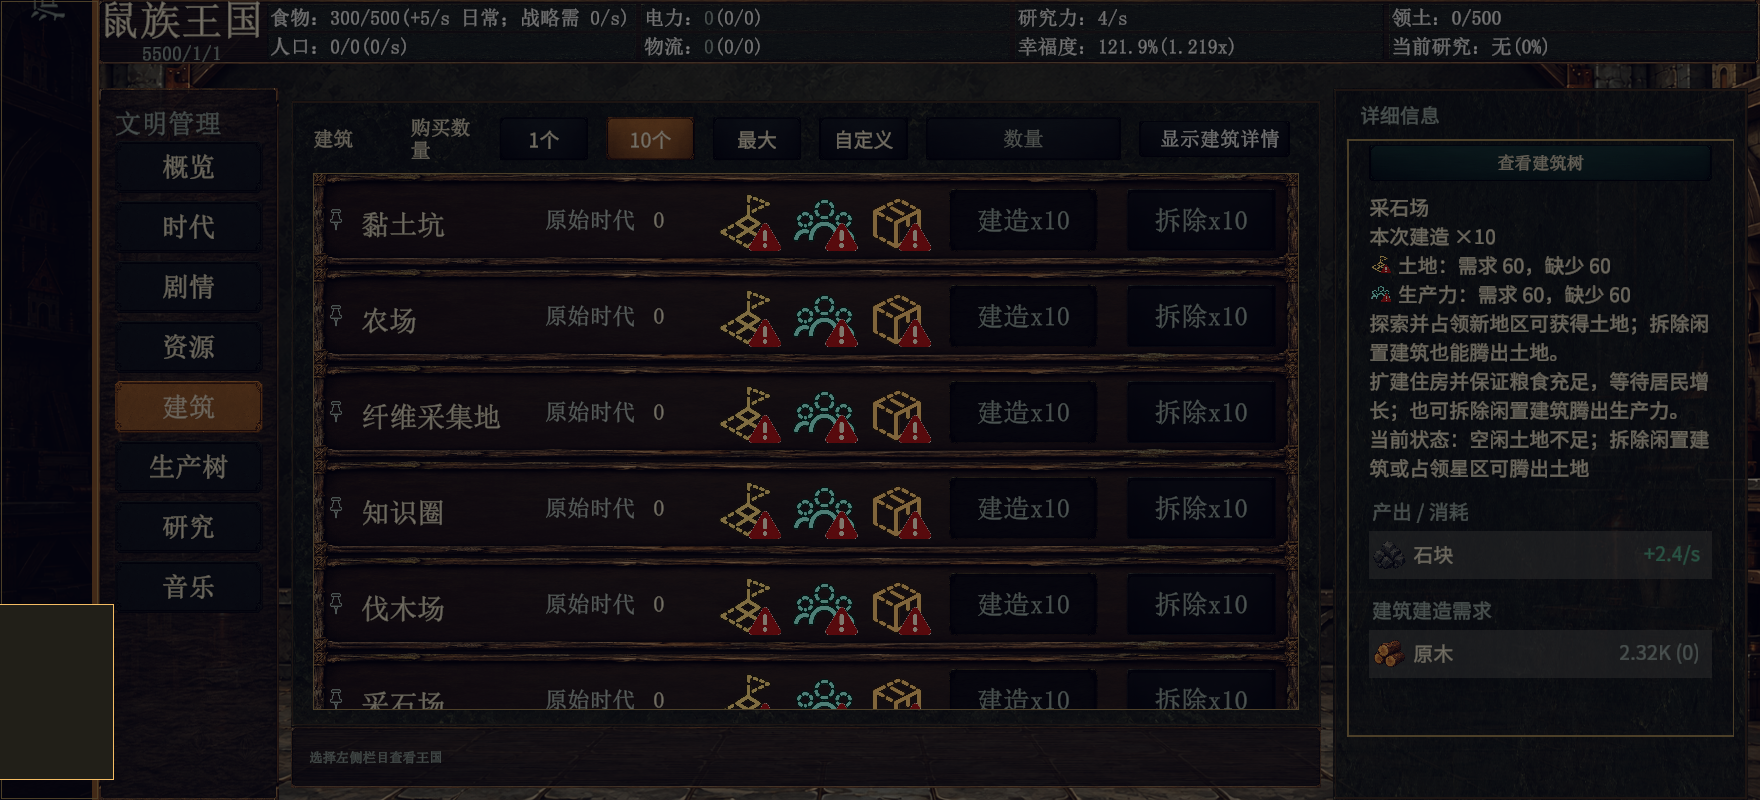 鼠族王国
5500/1/1
食物: 300/500(+5/s 日常; 战略需 0/s)
电力: 0(0/0)
研究力: 4/s
领土: 0/500
人口: 0/0(0/s)
物流: 0(0/0)
幸福度: 121.9%(1.219x)
当前研究: 无(0%)
文明管理
概览
时代
剧情
资源
建筑
生产树
研究
音乐
建筑
购买数量
1个
10个
最大
自定义
数量
显示建筑详情
黏土坑 原始时代 0 建造x10 拆除x10
农场 原始时代 0 建造x10 拆除x10
纤维采集地 原始时代 0 建造x10 拆除x10
知识圈 原始时代 0 建造x10 拆除x10
伐木场 原始时代 0 建造x10 拆除x10
采石场 原始时代 0 建造x10 拆除x10
选择左侧栏目查看王国
详细信息
查看建筑树
采石场
本次建造 ×10
土地：需求 60，缺少 60
生产力：需求 60，缺少 60
探索并占领新地区可获得土地；拆除闲
置建筑也能腾出土地。
扩建住房并保证粮食充足，等待居民增
长；也可拆除闲置建筑腾出生产力。
当前状态：空闲土地不足；拆除闲置建
筑或占领星区可腾出土地
产出 / 消耗
石块 +2.4/s
建筑建造需求
原木 2.32K (0)